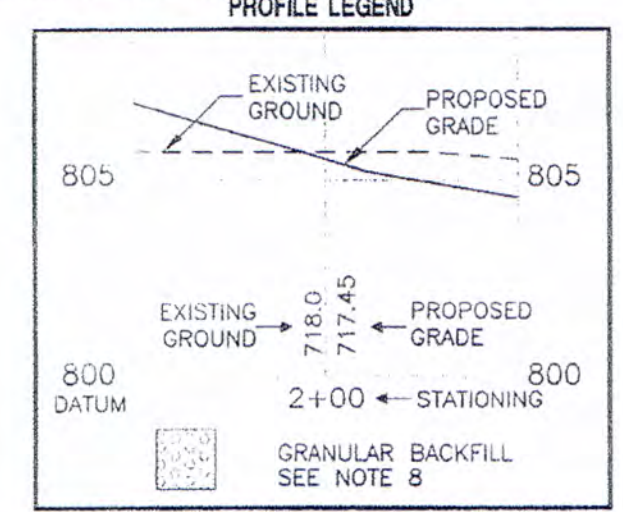 PROFILE LEGEND
EXISTING
GROUND
PROPOSED
GRADE
805
805
EXISTING
GROUND
718.0
717.45
PROPOSED
GRADE
800
DATUM
800
2+00
STATIONING
GRANULAR BACKFILL
SEE NOTE 8